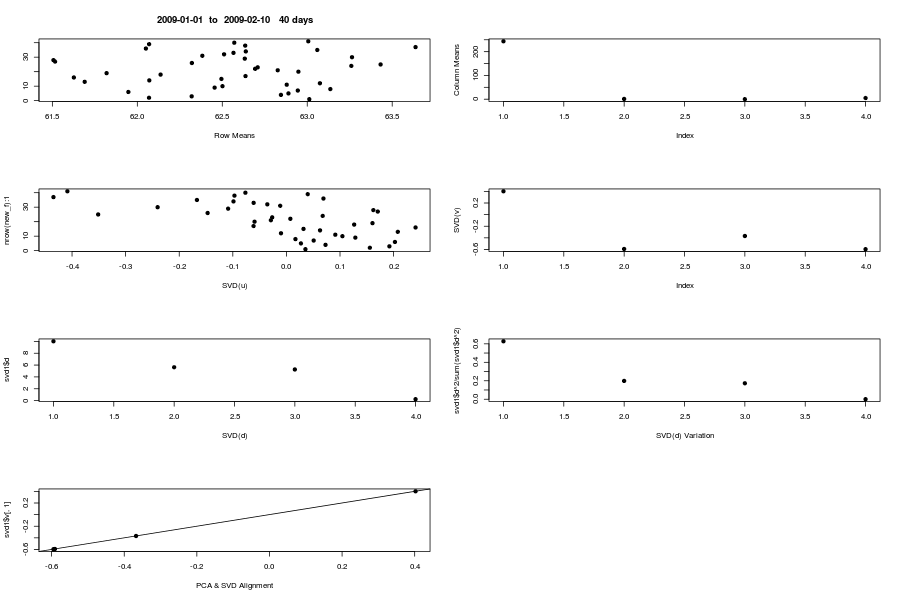 2009-01-01 to 2009-02-10 40 days
0 10 30
61.5 62.0 62.5 63.0 63.5
Row Means
Column Means
0 100 200
1.0 1.5 2.0 2.5 3.0 3.5 4.0
Index
nrow(new_f):1
0 10 30
-0.4 -0.3 -0.2 -0.1 0.0 0.1 0.2
SVD(u)
SVD(v)
-0.6 -0.2 0.2
1.0 1.5 2.0 2.5 3.0 3.5 4.0
Index
svd1$d
0 2 4 6 8
1.0 1.5 2.0 2.5 3.0 3.5 4.0
SVD(d)
svd1$d^2/sum(svd1$d^2)
0.0 0.2 0.4 0.6
1.0 1.5 2.0 2.5 3.0 3.5 4.0
SVD(d) Variation
svd1$v[, 1]
-0.6 -0.2 0.2
-0.6 -0.4 -0.2 0.0 0.2 0.4
PCA & SVD Alignment